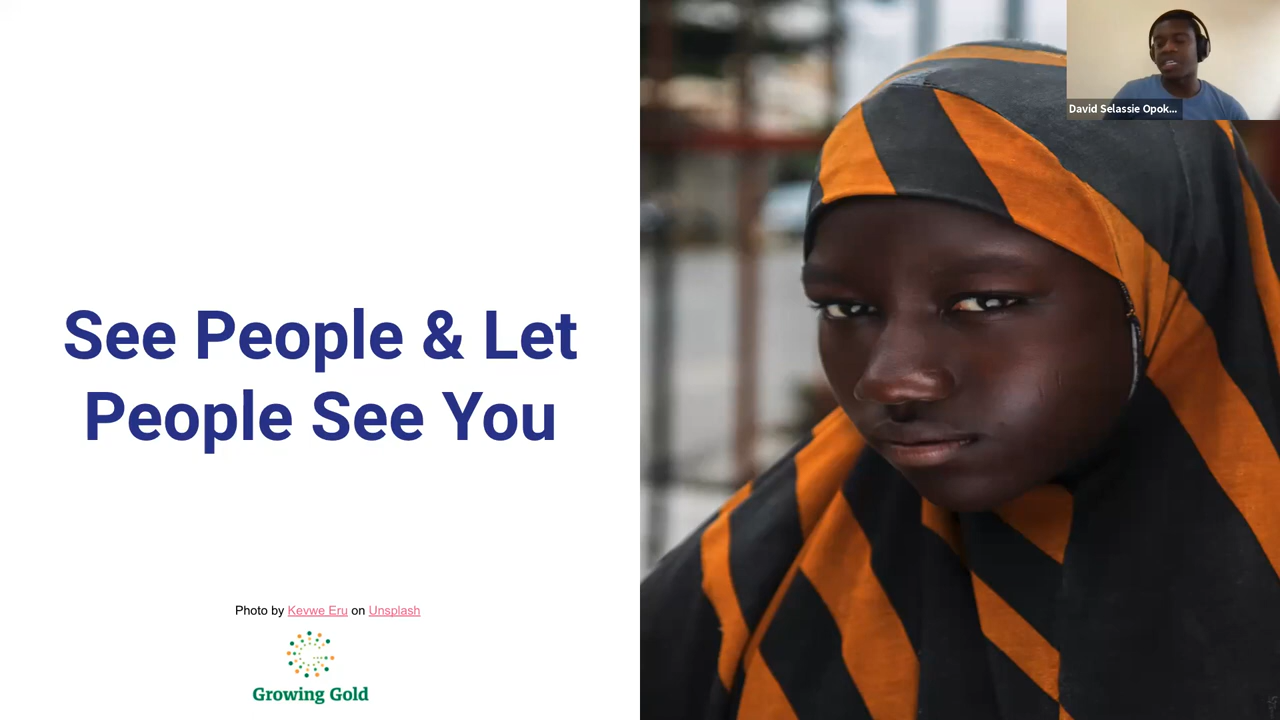 See People & Let
People See You
Photo by Kevwe Eru on Unsplash
Growing Gold
David Selassie Opok...